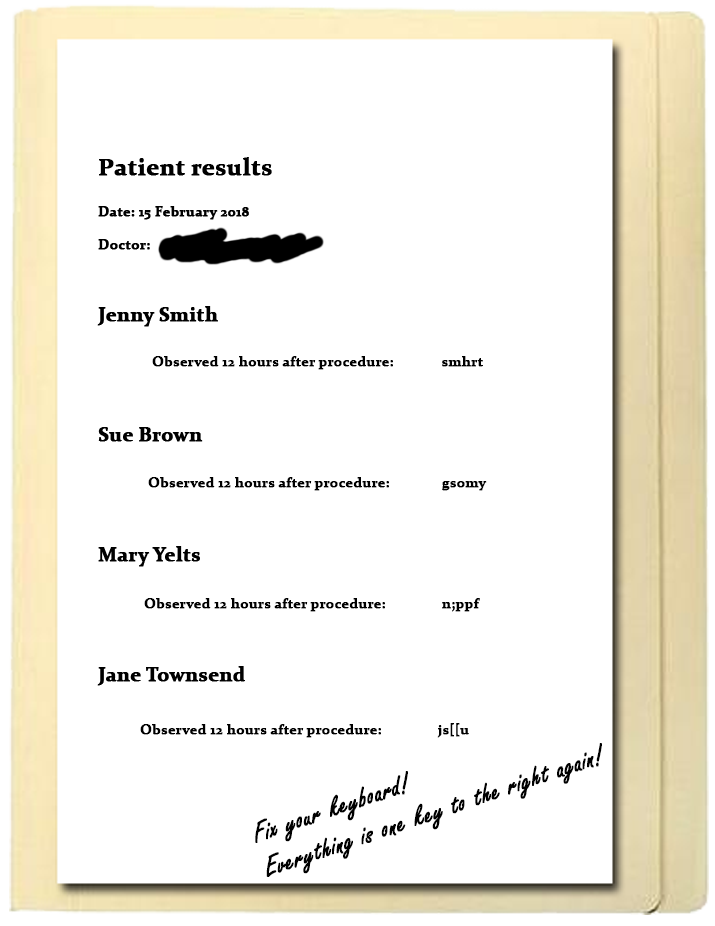 Patient results
Date: 15 February 2018
Doctor:
Jenny Smith
Observed 12 hours after procedure: smhrt
Sue Brown
Observed 12 hours after procedure: gsomy
Mary Yelts
Observed 12 hours after procedure: n;ppf
Jane Townsend
Observed 12 hours after procedure: js[[u
Fix your keyboard!
Everything is one key to the right again!